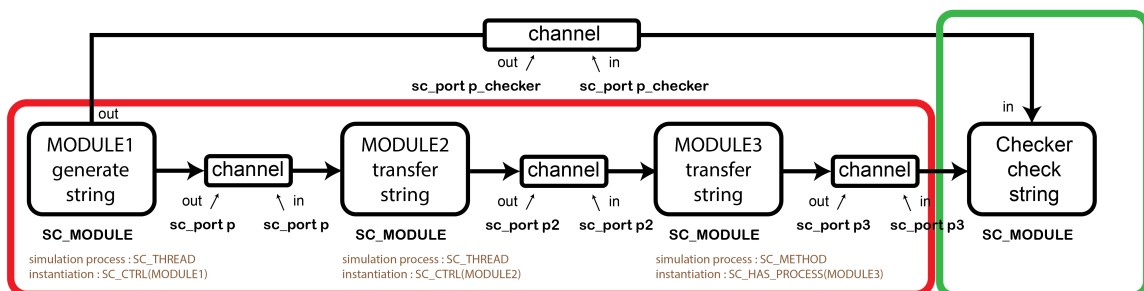 channel
out
in
sc_port p_checker
sc_port p_checker
out
in
MODULE1
generate
string
channel
out
in
sc_port p
sc_port p
SC_MODULE
simulation process : SC_THREAD
instantiation : SC_CTRL(MODULE1)
MODULE2
transfer
string
channel
out
in
sc_port p2
sc_port p2
SC_MODULE
simulation process : SC_THREAD
instantiation : SC_CTRL(MODULE2)
MODULE3
transfer
string
channel
out
in
sc_port p3
sc_port p3
SC_MODULE
simulation process : SC_METHOD
instantiation : SC_HAS_PROCESS(MODULE3)
Checker
check
string
SC_MODULE